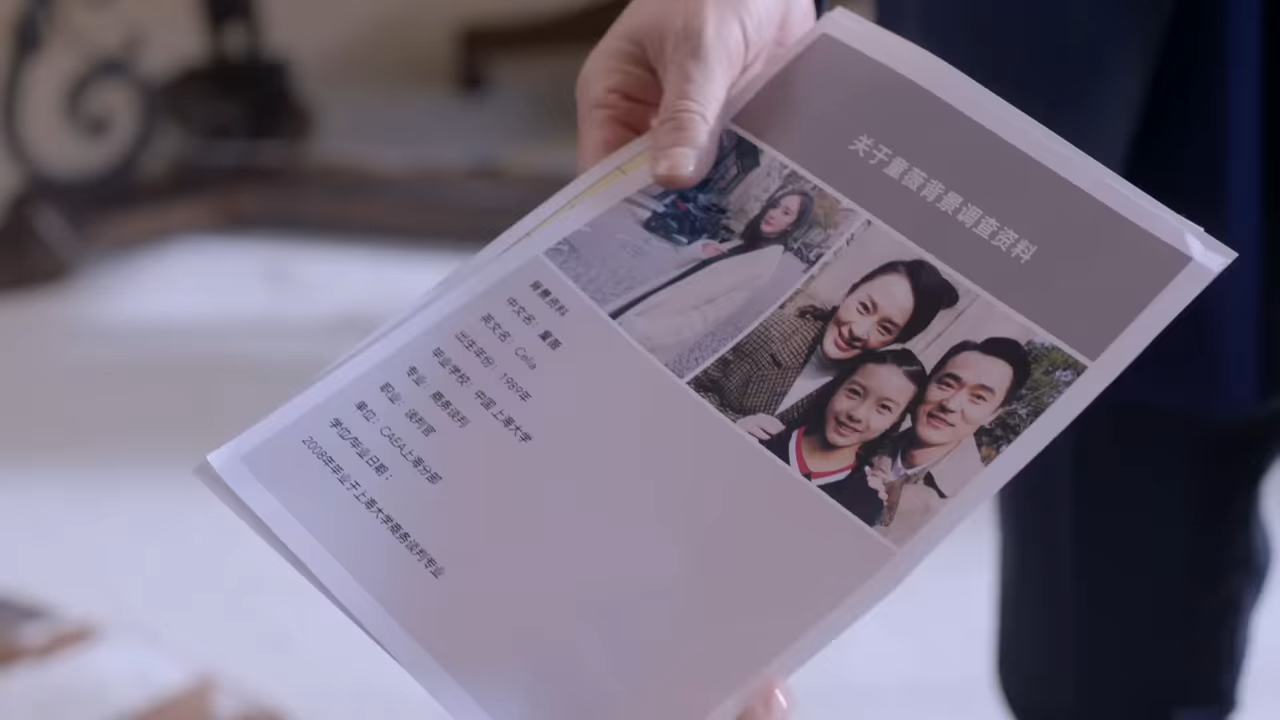 关于童薇背景调查资料
背景资料
中文名：童薇
英文名：Celia
出生年份：1989年
毕业学校：中国上海大学
专业：商务谈判
职业：谈判官
单位：CAEA上海分部
学位/毕业日期：
2008年毕业于上海大学商务谈判专业